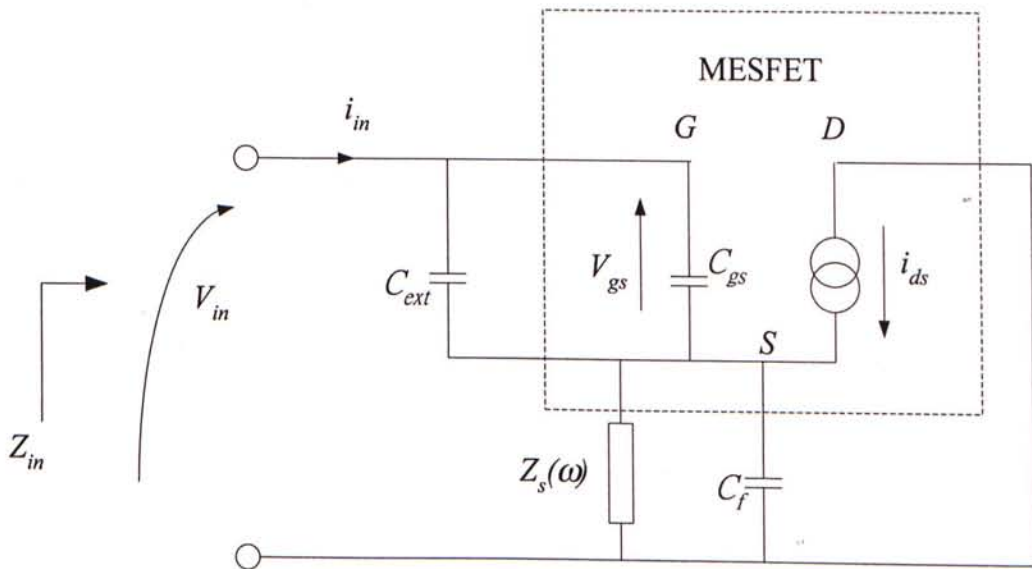 MESFET
i_in
G
D
C_ext
V_gs
C_gs
i_ds
V_in
S
Z_in
Z_s(ω)
C_f